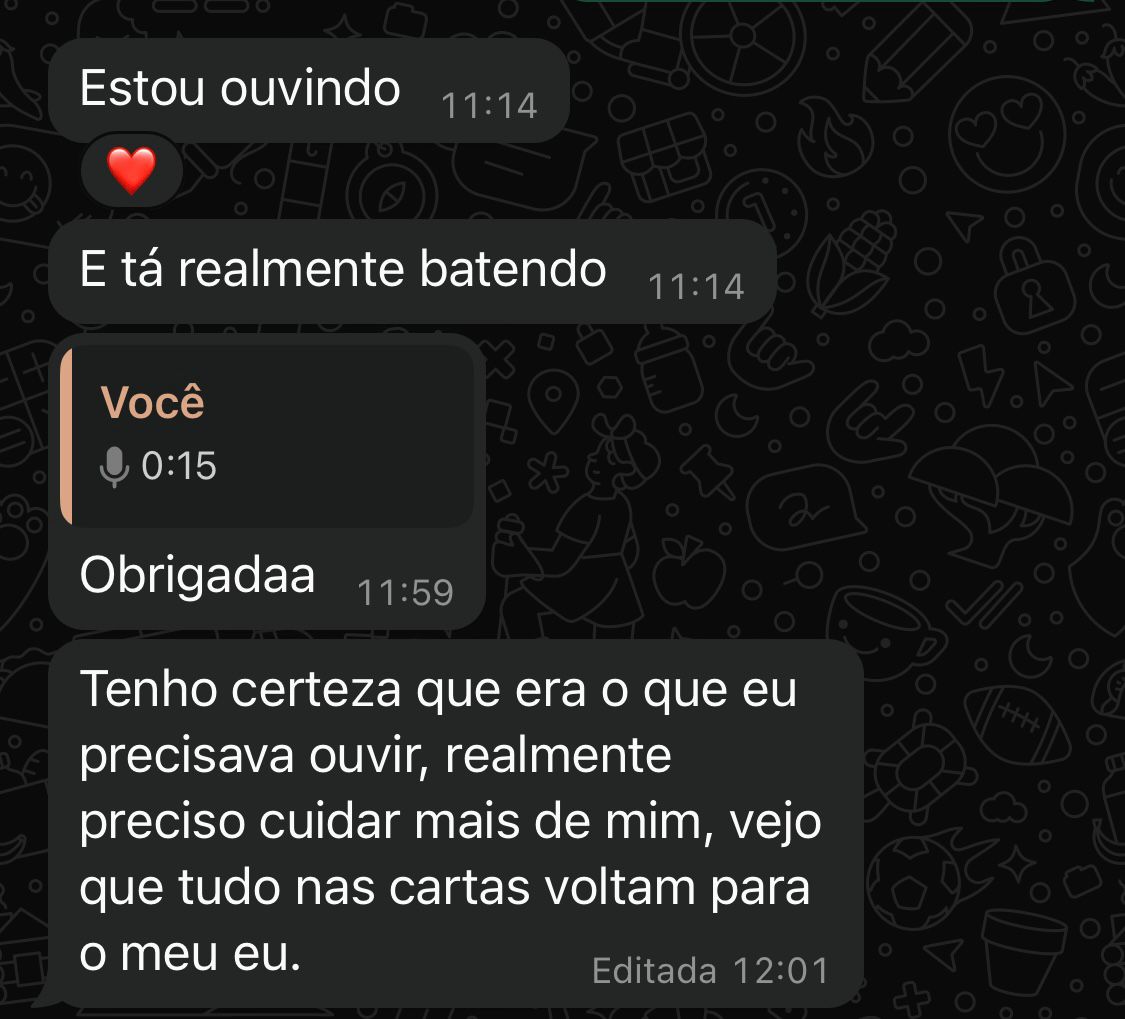 Estou ouvindo 11:14
E tá realmente batendo 11:14
Você
0:15
Obrigadaa 11:59
Tenho certeza que era o que eu
precisava ouvir, realmente
preciso cuidar mais de mim, vejo
que tudo nas cartas voltam para
o meu eu. Editada 12:01